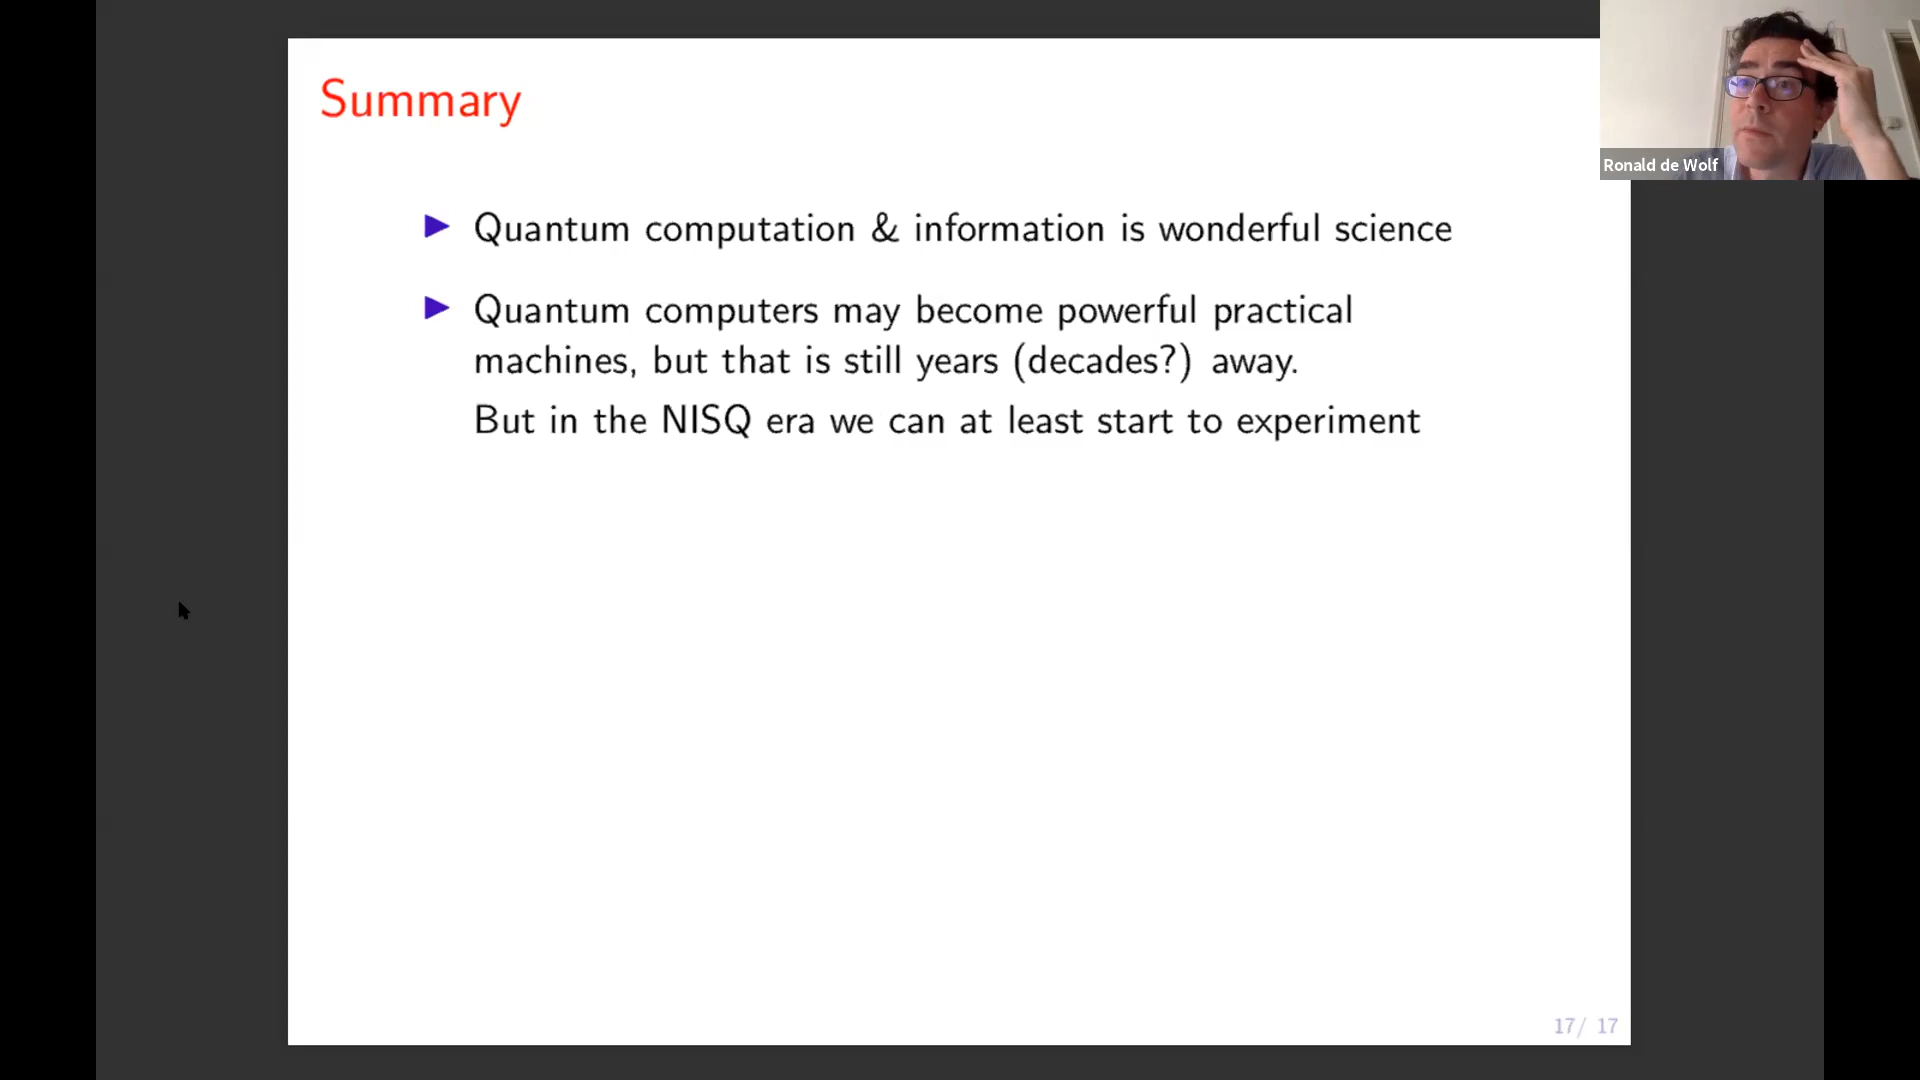 Summary
Ronald de Wolf
▶ Quantum computation & information is wonderful science
▶ Quantum computers may become powerful practical
machines, but that is still years (decades?) away.
But in the NISQ era we can at least start to experiment
17/ 17